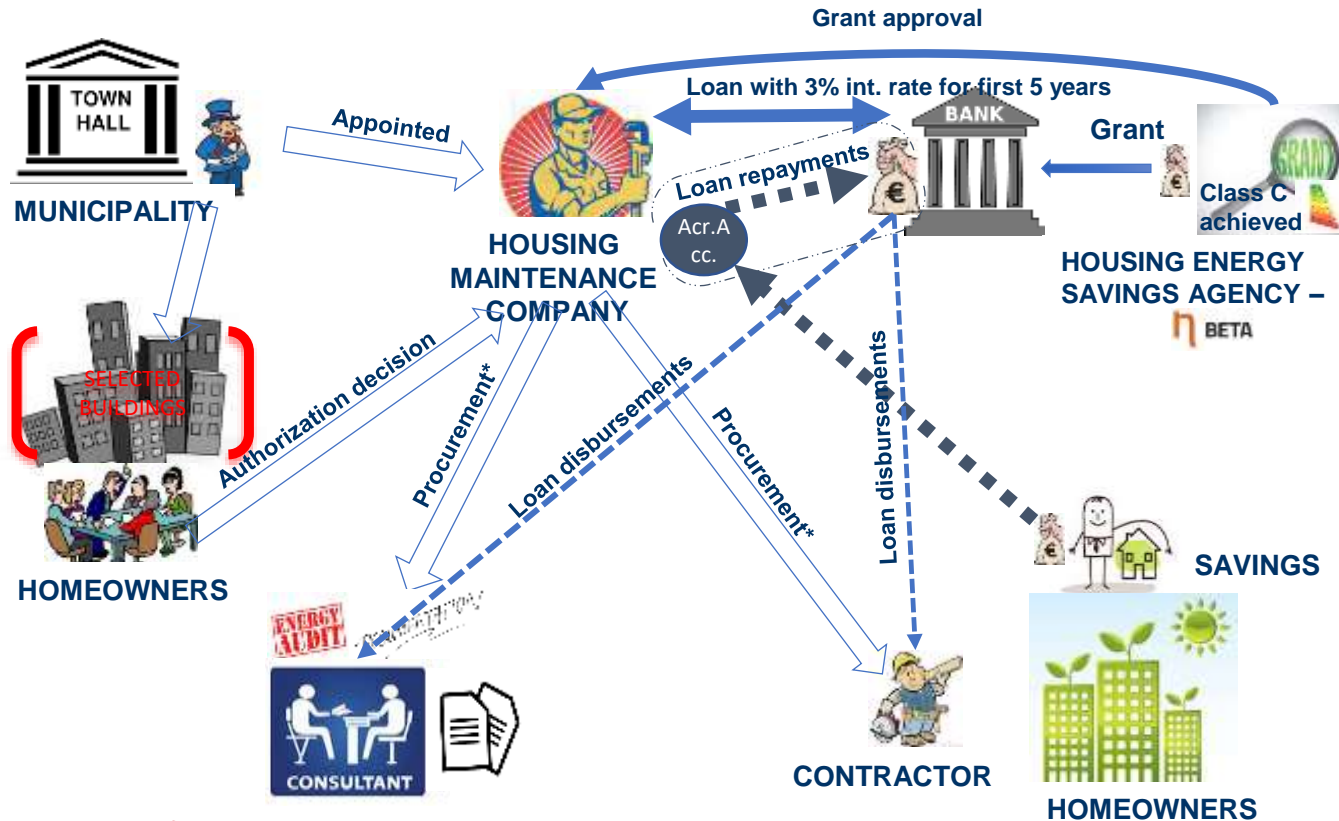 Grant approval
TOWN
HALL
Appointed
Loan with 3% int. rate for first 5 years
BANK
Grant
GRANT
Class C
achieved
MUNICIPALITY
Loan repayments
€
€
Acr.A
cc.
HOUSING
MAINTENANCE
COMPANY
HOUSING ENERGY
SAVINGS AGENCY –
BETA
SELECTED
BUILDINGS
Authorization decision
Procurement*
Loan disbursements
Procurement*
Loan disbursements
HOMEOWNERS
€
SAVINGS
ENERGY
AUDIT
CONSULTANT
CONTRACTOR
HOMEOWNERS